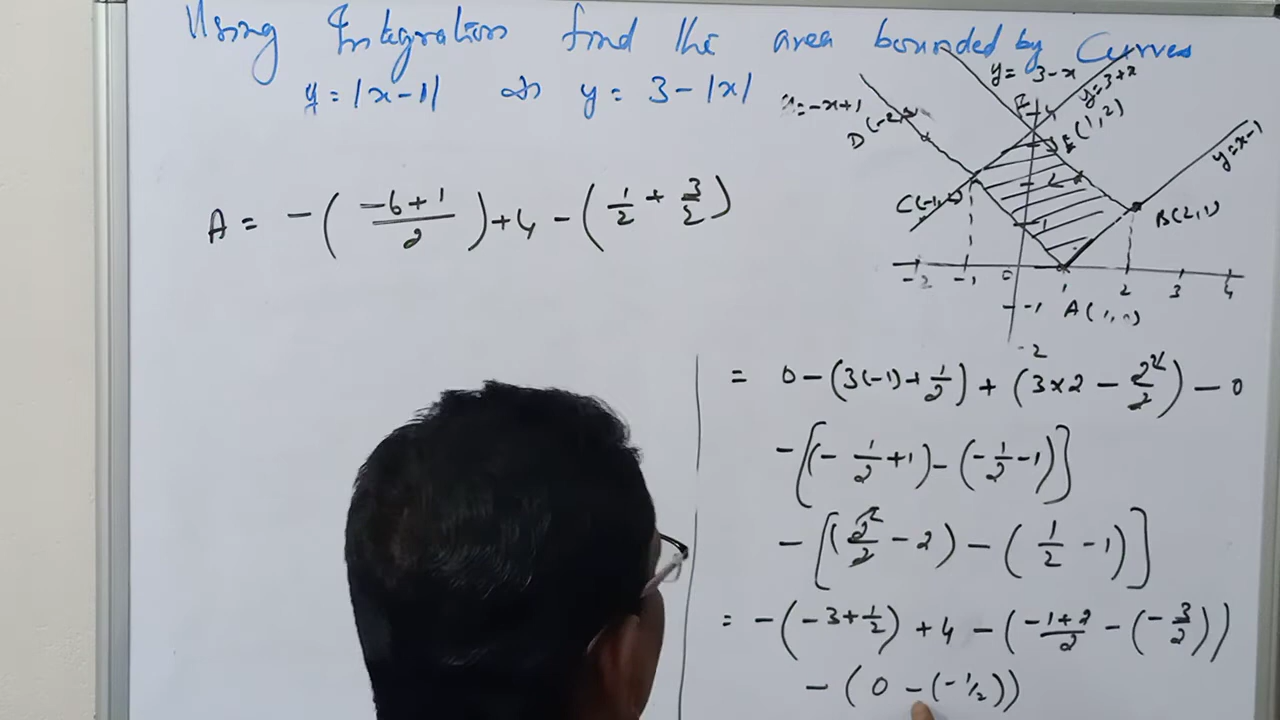 Using Integration find the area bounded by Curves
y = |x-1| & y = 3-|x|
y = 3-x
y=3+x
=-x+1
y=x-1
D(-2,
E(1,2)
C(-1,
B(2,1)
A(1,
-2 -1 0 1 2 3 4
-1
A = -((-6+1)/2)+4-(1/2+3/2)
= 0-(3(-1)+1/2)+(3×2-2²/2)-0
-[(-1/2+1)-(-1/2-1)]
-[(2²/2-2)-(1/2-1)]
= -(-3+1/2)+4-((-1+2)/2-(-3/2))
-(0-(-1/2))